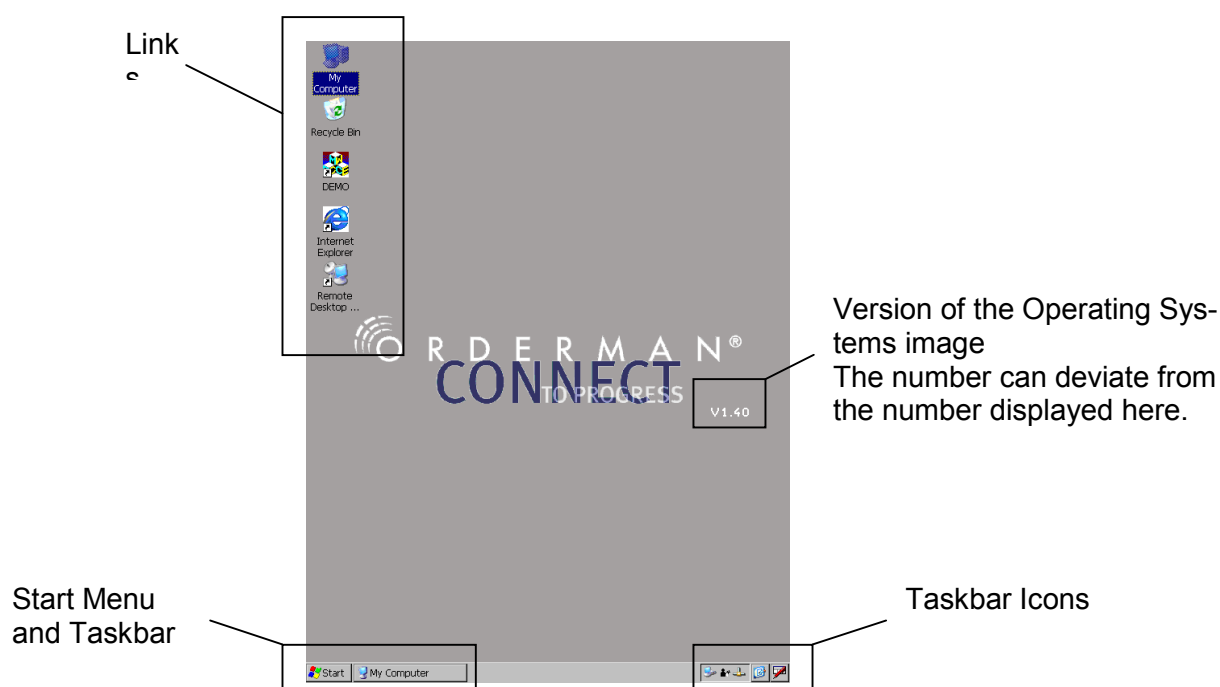 Link
s
My
Computer
Recycle Bin
DEMO
Internet
Explorer
Remote
Desktop ...
ORDERMAN®
CONNECT
TO PROGRESS
V1.40
Version of the Operating Sys-
tems image
The number can deviate from
the number displayed here.
Start Menu
and Taskbar
Taskbar Icons
Start
My Computer